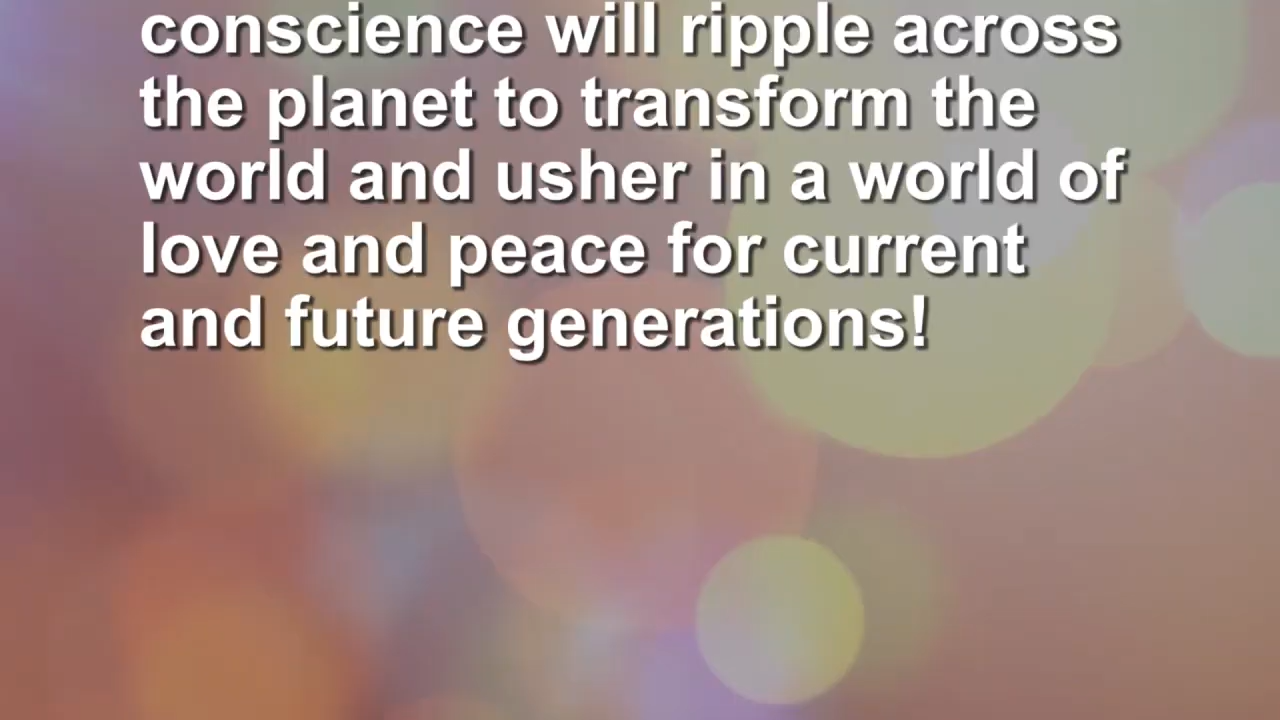 conscience will ripple across
the planet to transform the
world and usher in a world of
love and peace for current
and future generations!